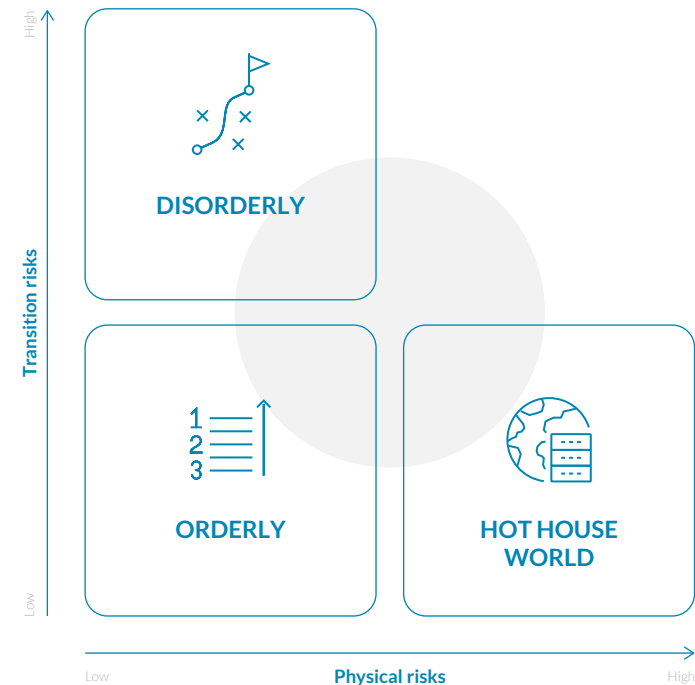 High
DISORDERLY
Transition risks
1
2
3
ORDERLY
HOT HOUSE
WORLD
Low
Low
Physical risks
High